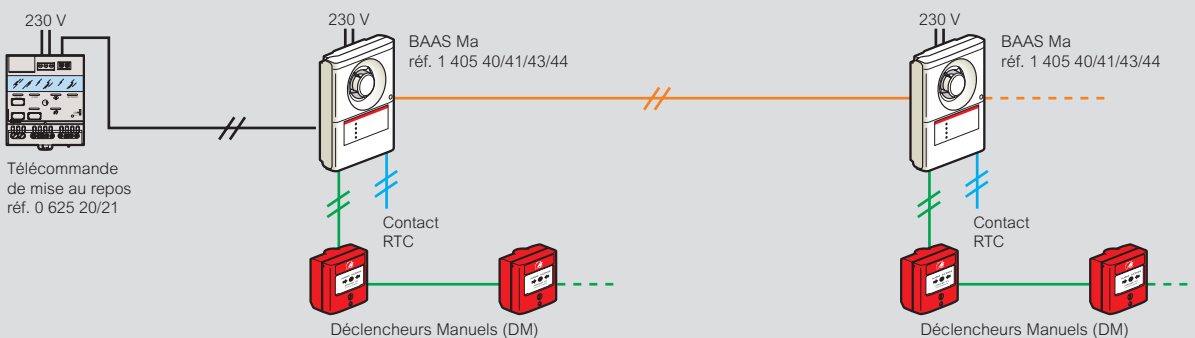 230 V
230 V
230 V
BAAS Ma
réf. 1 405 40/41/43/44
BAAS Ma
réf. 1 405 40/41/43/44
Télécommande
de mise au repos
réf. 0 625 20/21
Contact
RTC
Contact
RTC
Déclencheurs Manuels (DM)
Déclencheurs Manuels (DM)